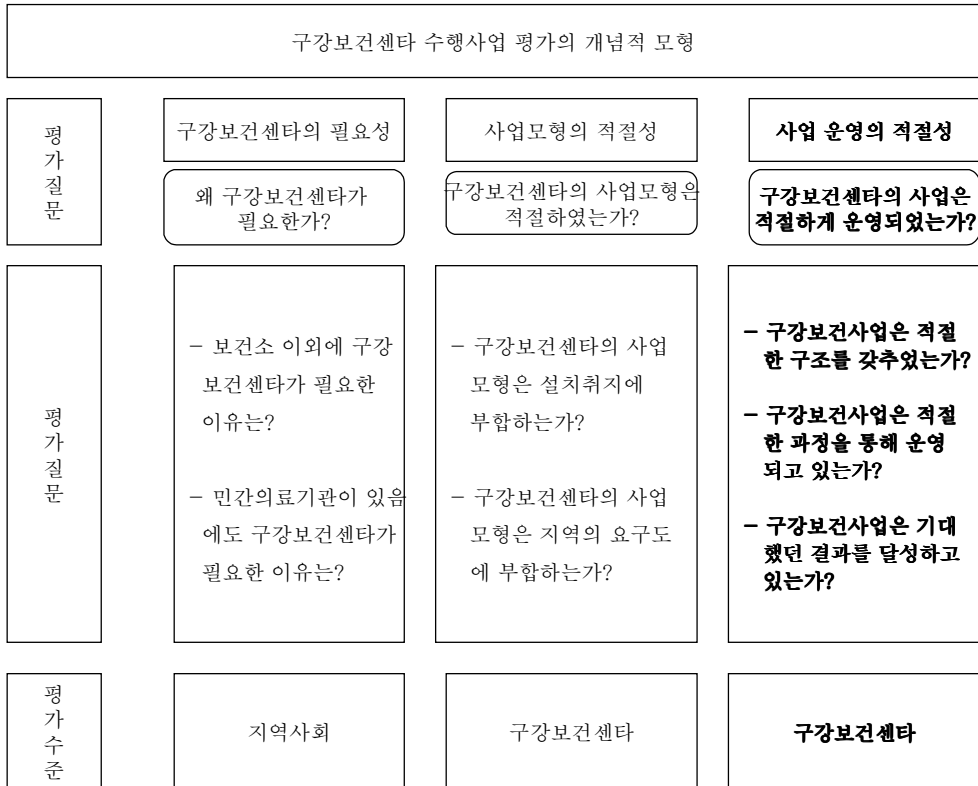 구강보건센타 수행사업 평가의 개념적 모형
평
가
질
문
구강보건센타의 필요성
왜 구강보건센타가
필요한가?
사업모형의 적절성
구강보건센타의 사업모형은
적절하였는가?
사업 운영의 적절성
구강보건센타의 사업은
적절하게 운영되었는가?
평
가
질
문
- 보건소 이외에 구강
보건센타가 필요한
이유는?
- 민간의료기관이 있음
에도 구강보건센타가
필요한 이유는?
- 구강보건센타의 사업
모형은 설치취지에
부합하는가?
- 구강보건센타의 사업
모형은 지역의 요구도
에 부합하는가?
- 구강보건사업은 적절
한 구조를 갖추었는가?
- 구강보건사업은 적절
한 과정을 통해 운영
되고 있는가?
- 구강보건사업은 기대
했던 결과를 달성하고
있는가?
평
가
수
준
지역사회
구강보건센타
구강보건센타